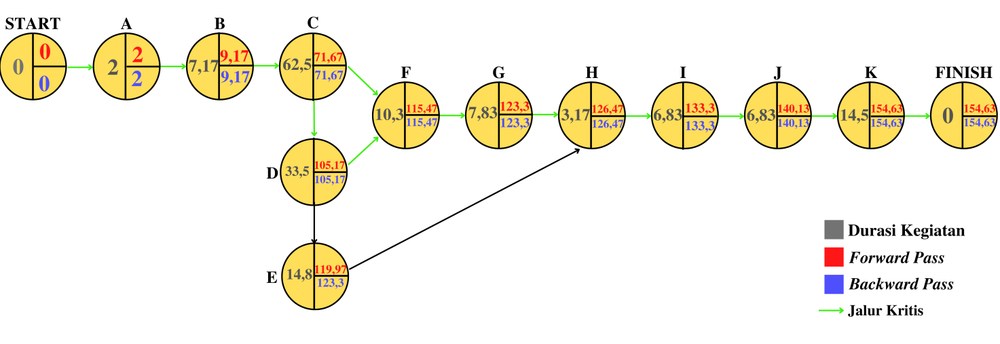 START
0
0
0
A
2
2
2
B
7,17
9,17
9,17
C
62,5
71,67
71,67
D
33,5
105,17
105,17
E
14,8
119,97
123,3
F
10,3
115,47
115,47
G
7,83
123,3
123,3
H
3,17
126,47
126,47
I
6,83
133,3
133,3
J
6,83
140,13
140,13
K
14,5
154,63
154,63
FINISH
0
154,63
154,63
Durasi Kegiatan
Forward Pass
Backward Pass
Jalur Kritis